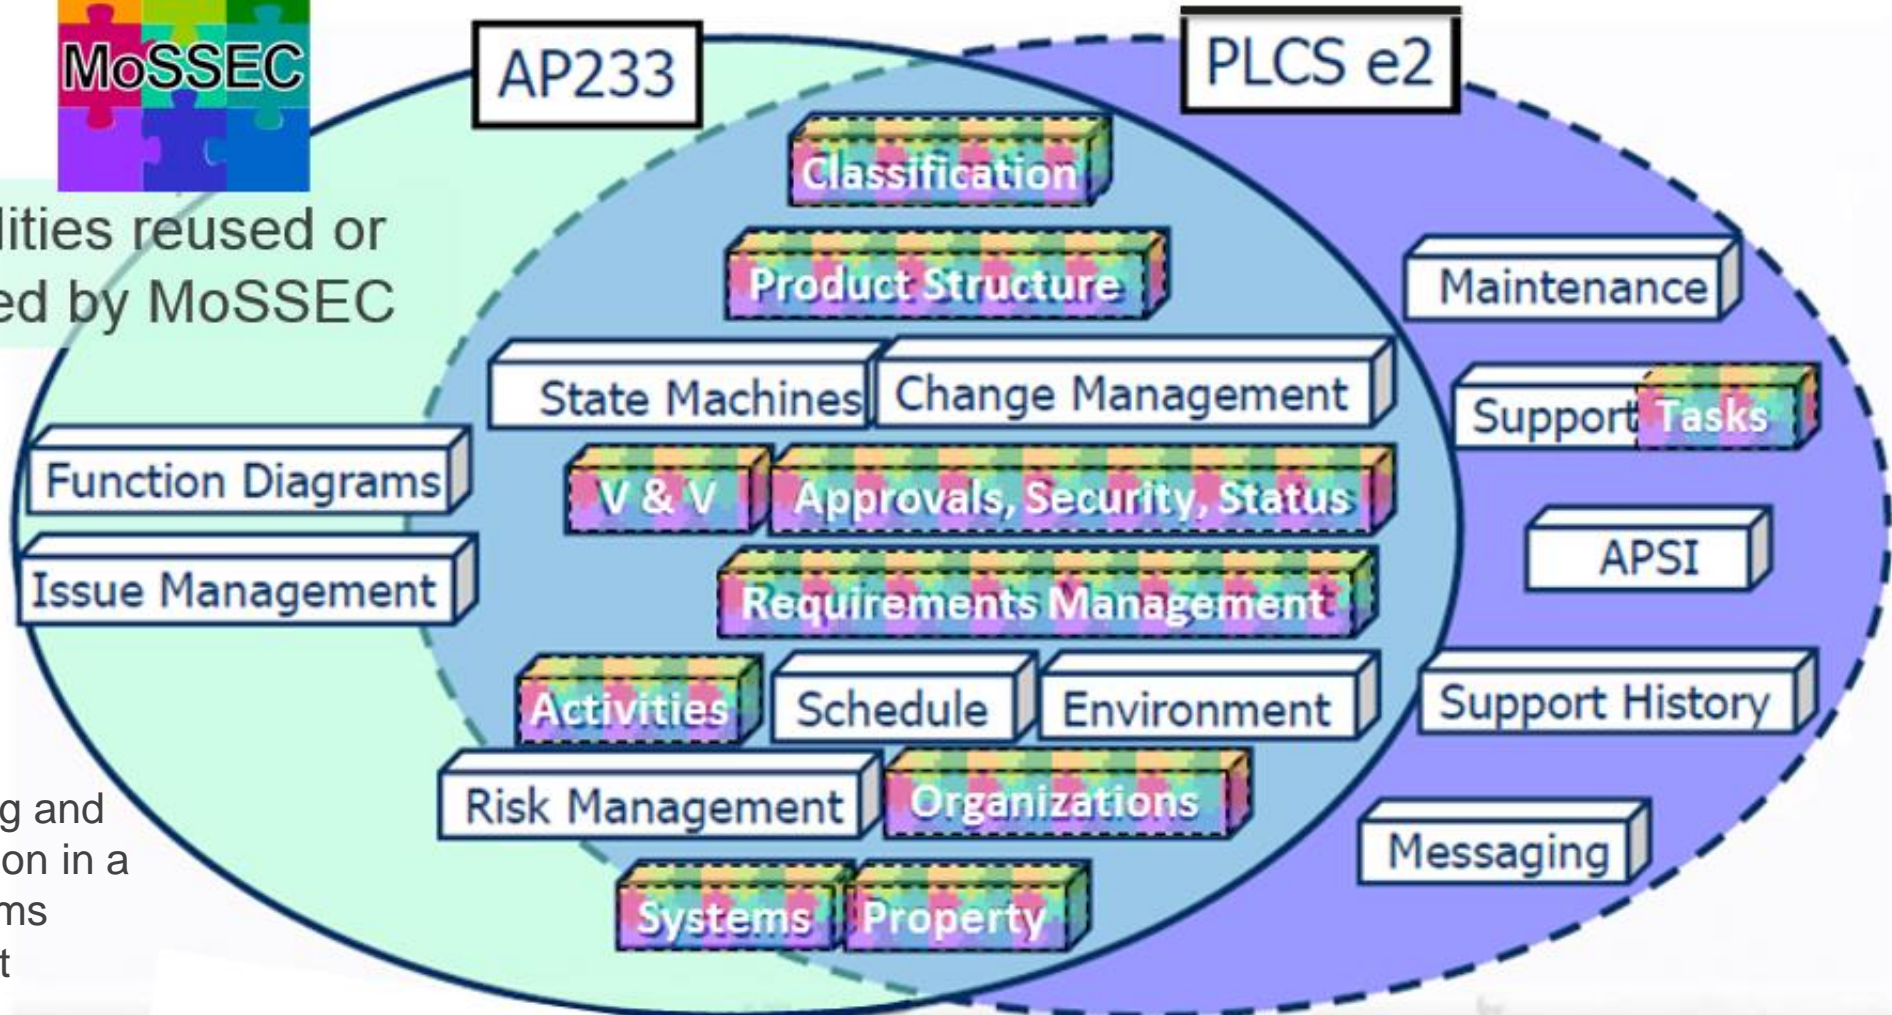 MoSSEC
AP233
PLCS e2
lities reused or
ed by MoSSEC
Classification
Product Structure
Maintenance
State Machines
Change Management
Support Tasks
Function Diagrams
V & V
Approvals, Security, Status
APSI
Issue Management
Requirements Management
Activities
Schedule
Environment
Support History
Risk Management
Organizations
g and
on in a
ms
t
Messaging
Systems
Property